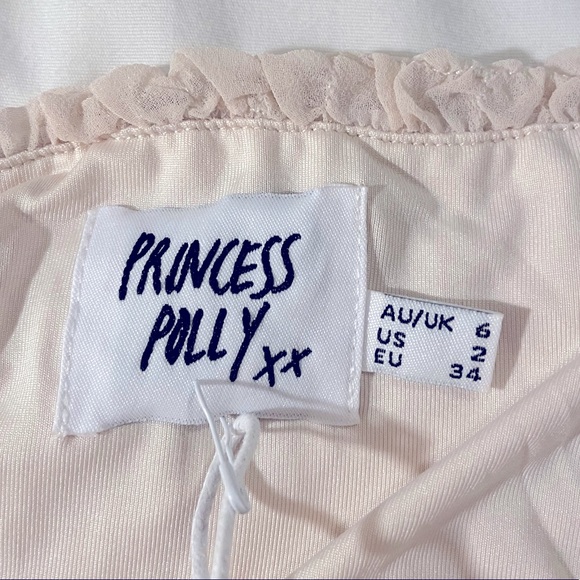 PRINCESS
POLLY xx
AU/UK 6
US 2
EU 34